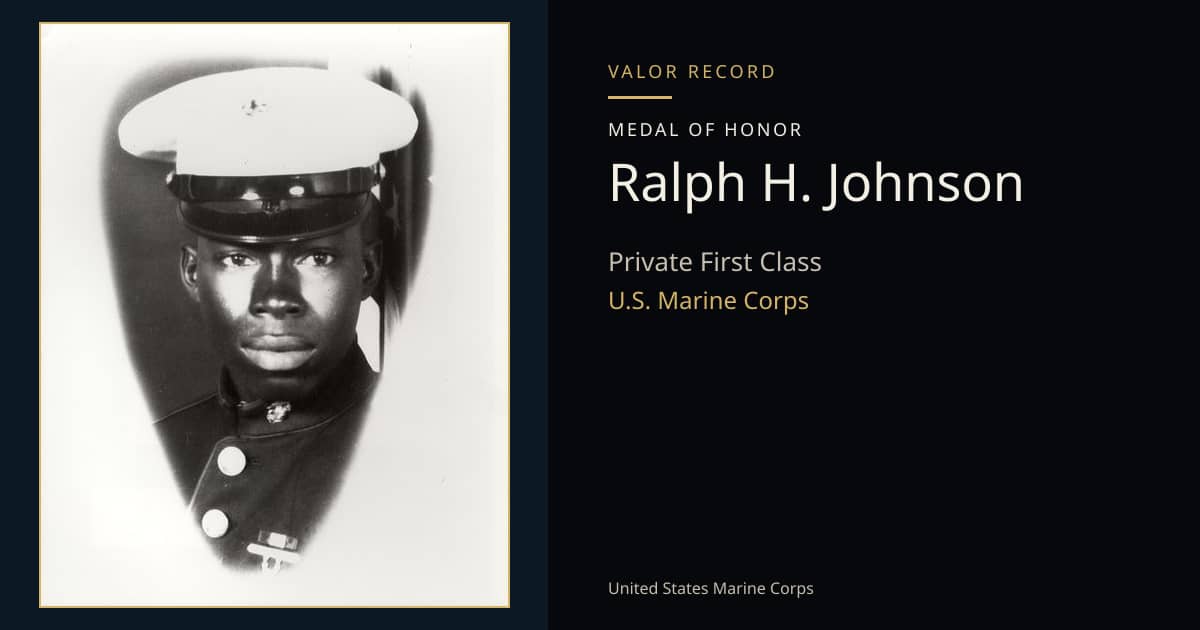 VALOR RECORD
MEDAL OF HONOR
Ralph H. Johnson
Private First Class
U.S. Marine Corps
United States Marine Corps